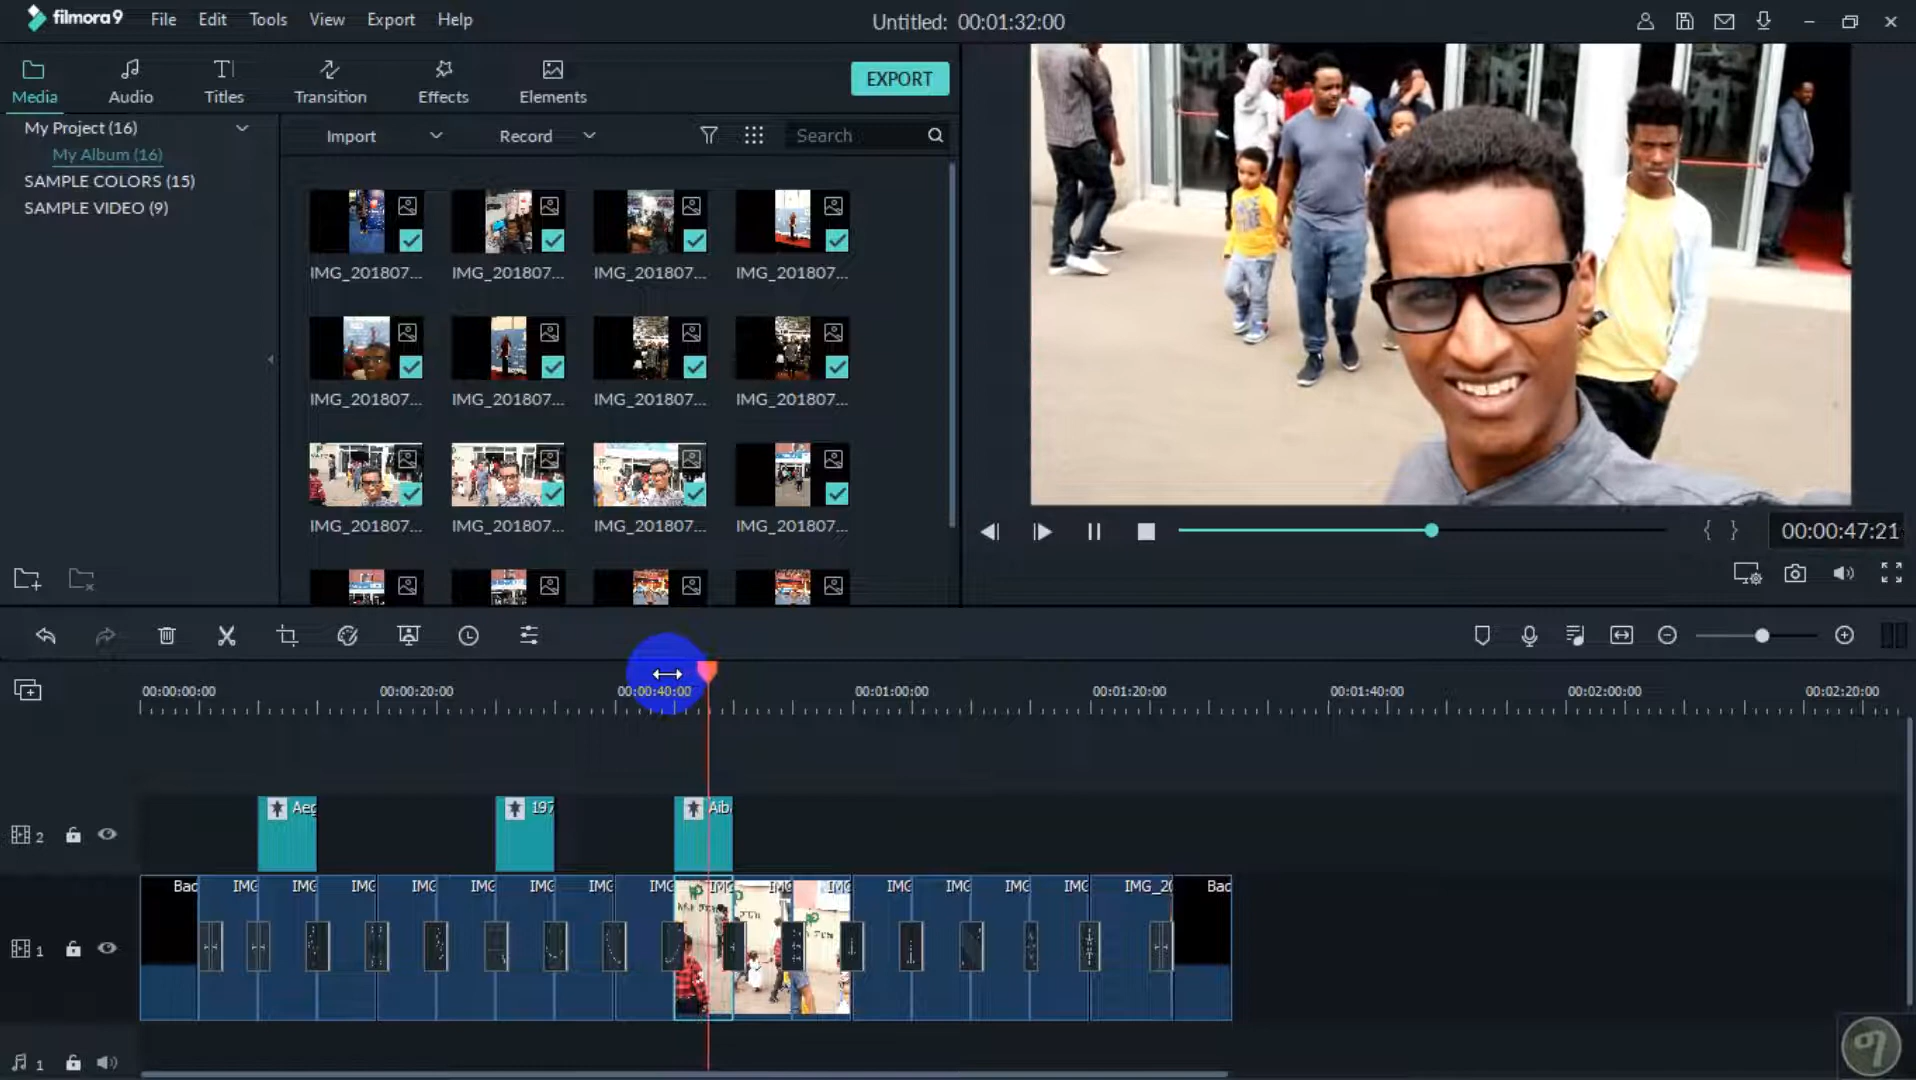 filmora9 File Edit Tools View Export Help Untitled: 00:01:32:00
Media Audio Titles Transition Effects Elements EXPORT
My Project (16)
My Album (16)
SAMPLE COLORS (15)
SAMPLE VIDEO (9)
Import Record Search
IMG_201807... IMG_201807... IMG_201807... IMG_201807...
IMG_201807... IMG_201807... IMG_201807... IMG_201807...
IMG_201807... IMG_201807... IMG_201807... IMG_201807...
{ } 00:00:47:21
00:00:00:00 00:00:20:00 00:00:40:00 00:01:00:00 00:01:20:00 00:01:40:00 00:02:00:00 00:02:20:00
2 Aeg 197 Aib
Bac IMG IMG IMG IMG IMG IMG IMG IMG IMG IMG IMG IMG IMG IMG IMG IMG_20 Bac
1
1